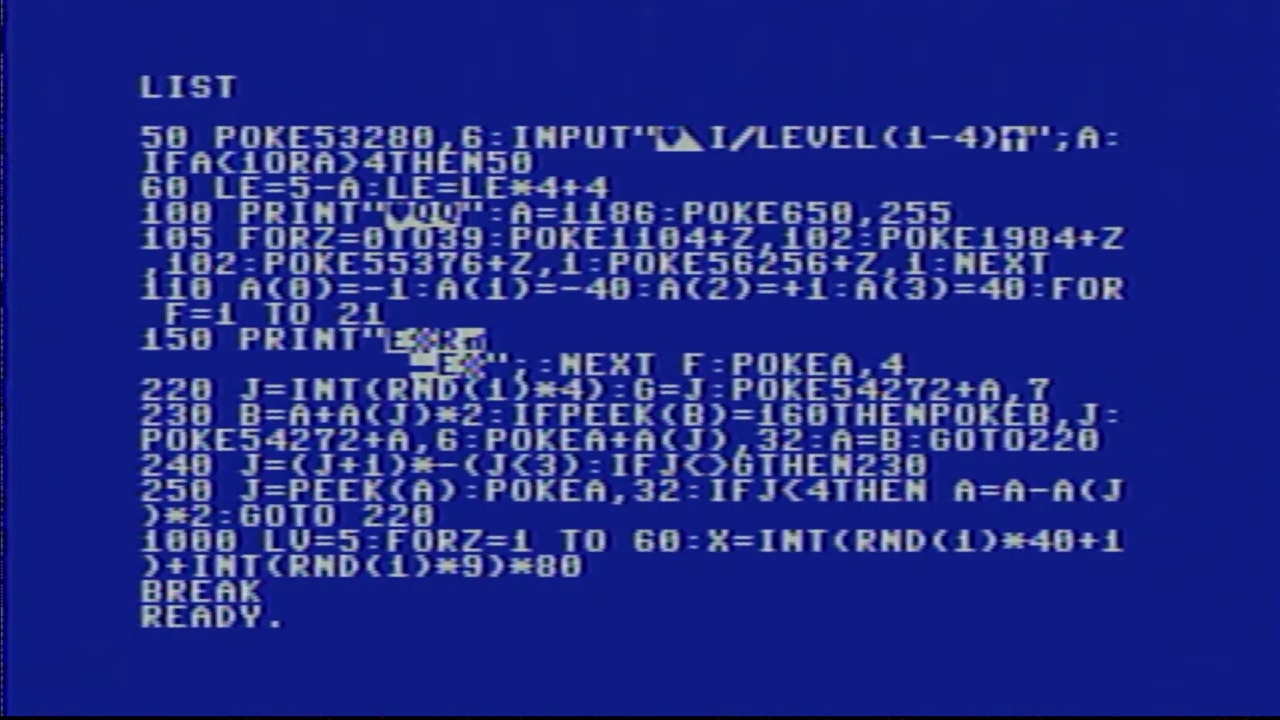 LIST
50 POKE53280,6:INPUT" I/LEVEL(1-4) ";A:
IFA<1ORA>4THEN50
60 LE=5-A:LE=LE*4+4
100 PRINT" ":A=1186:POKE650,255
105 FORZ=0TO39:POKE1104+Z,102:POKE1984+Z
,102:POKE55376+Z,1:POKE56256+Z,1:NEXT
110 A(0)=-1:A(1)=-40:A(2)=+1:A(3)=40:FOR
F=1 TO 21
150 PRINT"
";:NEXT F:POKEA,4
220 J=INT(RND(1)*4):G=J:POKE54272+A,7
230 B=A+A(J)*2:IFPEEK(B)=160THENPOKEB,J:
POKE54272+A,6:POKEA+A(J),32:A=B:GOTO220
240 J=(J+1)*-(J<3):IFJ<>GTHEN230
250 J=PEEK(A):POKEA,32:IFJ<4THEN A=A-A(J
)*2:GOTO 220
1000 LV=5:FORZ=1 TO 60:X=INT(RND(1)*40+1
)+INT(RND(1)*9)*80
BREAK
READY.